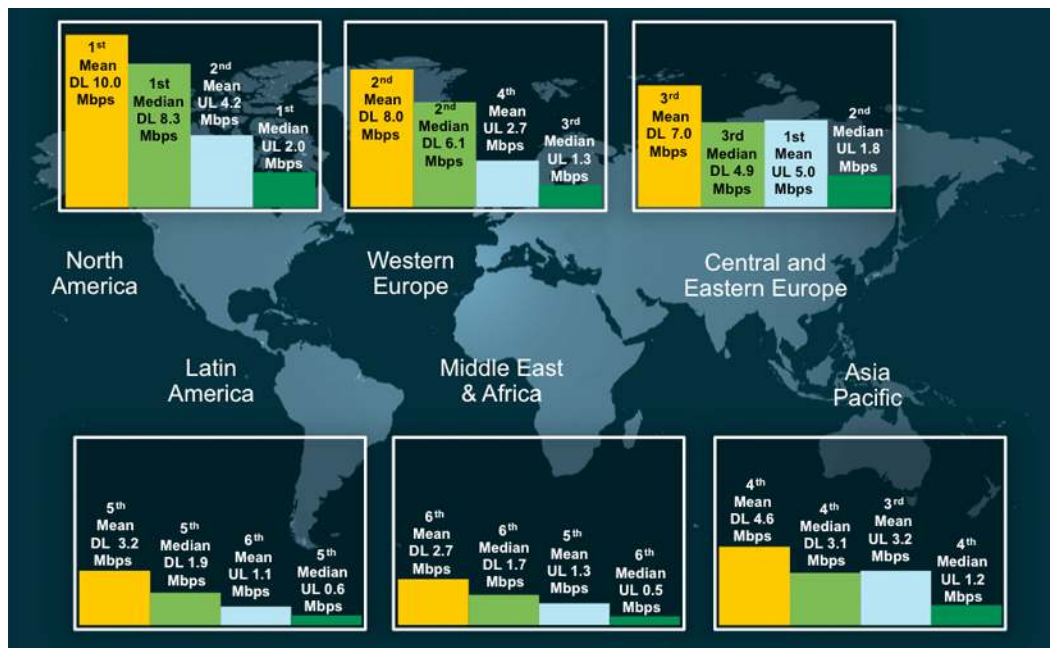 1st
Mean
DL 10.0
Mbps
1st
Median
DL 8.3
Mbps
2nd
Mean
UL 4.2
Mbps
1st
Median
UL 2.0
Mbps
2nd
Mean
DL 8.0
Mbps
2nd
Median
DL 6.1
Mbps
4th
Mean
UL 2.7
Mbps
3rd
Median
UL 1.3
Mbps
3rd
Mean
DL 7.0
Mbps
3rd
Median
DL 4.9
Mbps
1st
Mean
UL 5.0
Mbps
2nd
Median
UL 1.8
Mbps
North
America
Western
Europe
Central and
Eastern Europe
Latin
America
Middle East
& Africa
Asia
Pacific
5th
Mean
DL 3.2
Mbps
5th
Median
DL 1.9
Mbps
6th
Mean
UL 1.1
Mbps
5th
Median
UL 0.6
Mbps
6th
Mean
DL 2.7
Mbps
6th
Median
DL 1.7
Mbps
5th
Mean
UL 1.3
Mbps
6th
Median
UL 0.5
Mbps
4th
Mean
DL 4.6
Mbps
4th
Median
DL 3.1
Mbps
3rd
Mean
UL 3.2
Mbps
4th
Median
UL 1.2
Mbps